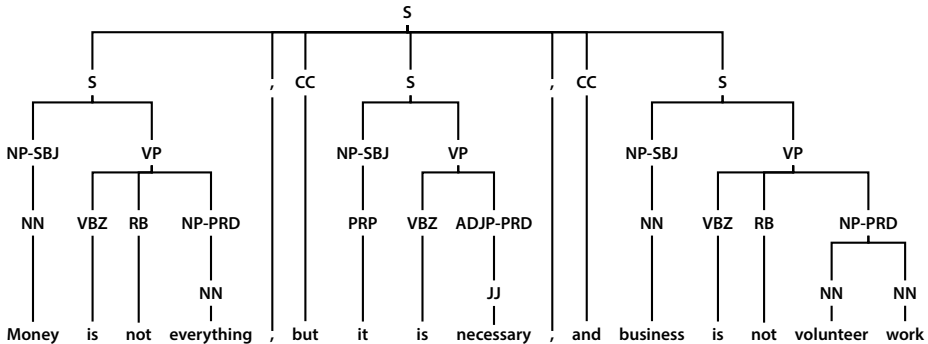 S
S , CC S , CC S
NP-SBJ VP NP-SBJ VP NP-SBJ VP
NN VBZ RB NP-PRD PRP VBZ ADJP-PRD NN VBZ RB NP-PRD
NN JJ NN NN
Money is not everything , but it is necessary , and business is not volunteer work